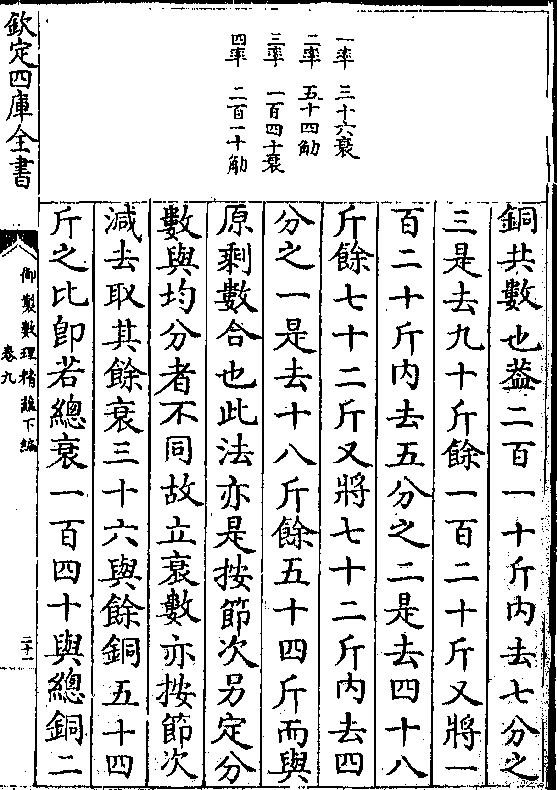 一率　三十六衰
二率　五十四觔
三率　一百四十衰
四率　二百一十觔
銅共數也葢二百一十斤内去七分之
三是去九十斤餘一百二十斤又將一
百二十斤内去五分之二是去四十八
斤餘七十二斤又將七十二斤内去四
分之一是去十八斤餘五十四斤而與
原剩數合也此法亦是按節次另定分
數與均分者不同故立衰數亦按節次
減去取其餘衰三十六與餘銅五十四
斤之比即若總衰一百四十與總銅二
欽定四庫全書
御製數理精蘊下編
卷九
二十一